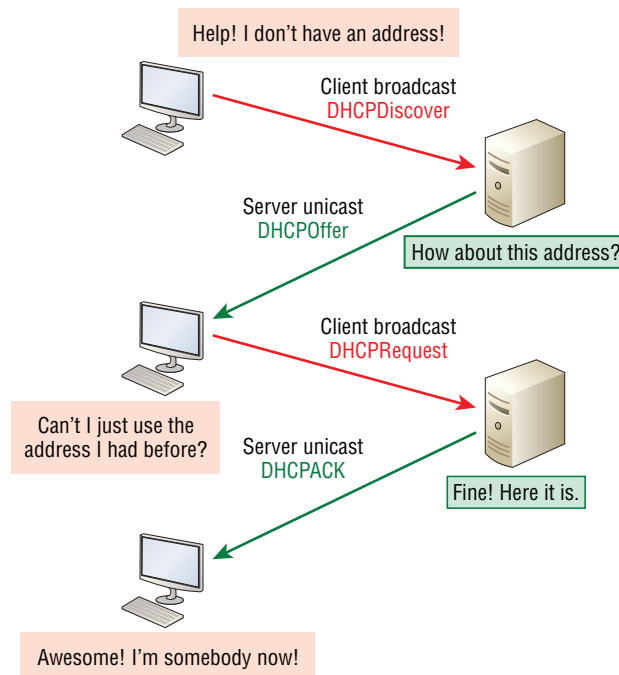 Help! I don't have an address!
Client broadcast
DHCPDiscover
Server unicast
DHCPOffer
How about this address?
Client broadcast
DHCPRequest
Can't I just use the
address I had before?
Server unicast
DHCPACK
Fine! Here it is.
Awesome! I'm somebody now!